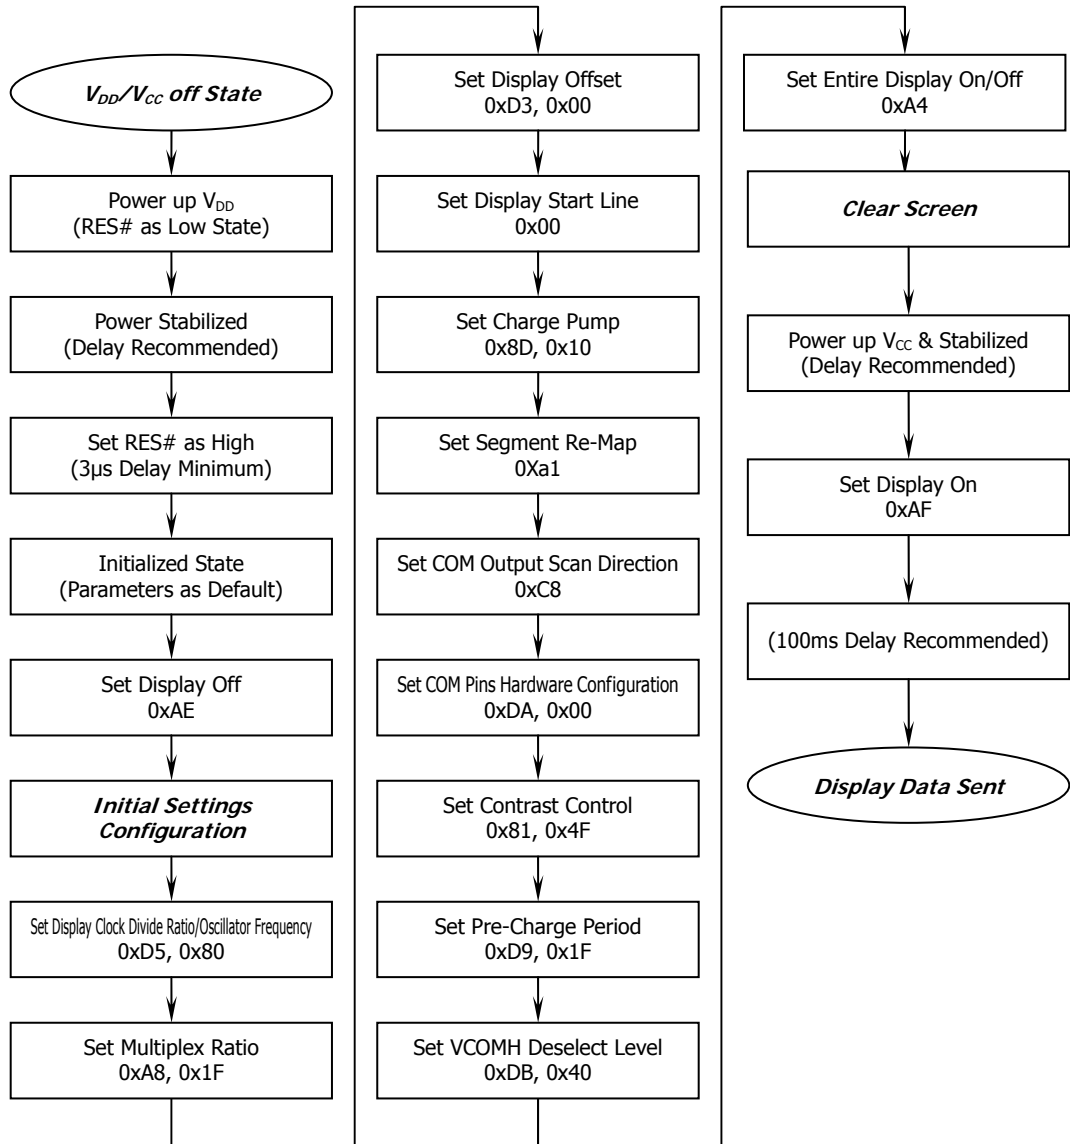 V_DD/V_CC off State
Power up V_DD
(RES# as Low State)
Power Stabilized
(Delay Recommended)
Set RES# as High
(3µs Delay Minimum)
Initialized State
(Parameters as Default)
Set Display Off
0xAE
Initial Settings
Configuration
Set Display Clock Divide Ratio/Oscillator Frequency
0xD5, 0x80
Set Multiplex Ratio
0xA8, 0x1F
Set Display Offset
0xD3, 0x00
Set Display Start Line
0x00
Set Charge Pump
0x8D, 0x10
Set Segment Re-Map
0Xa1
Set COM Output Scan Direction
0xC8
Set COM Pins Hardware Configuration
0xDA, 0x00
Set Contrast Control
0x81, 0x4F
Set Pre-Charge Period
0xD9, 0x1F
Set VCOMH Deselect Level
0xDB, 0x40
Set Entire Display On/Off
0xA4
Clear Screen
Power up V_CC & Stabilized
(Delay Recommended)
Set Display On
0xAF
(100ms Delay Recommended)
Display Data Sent